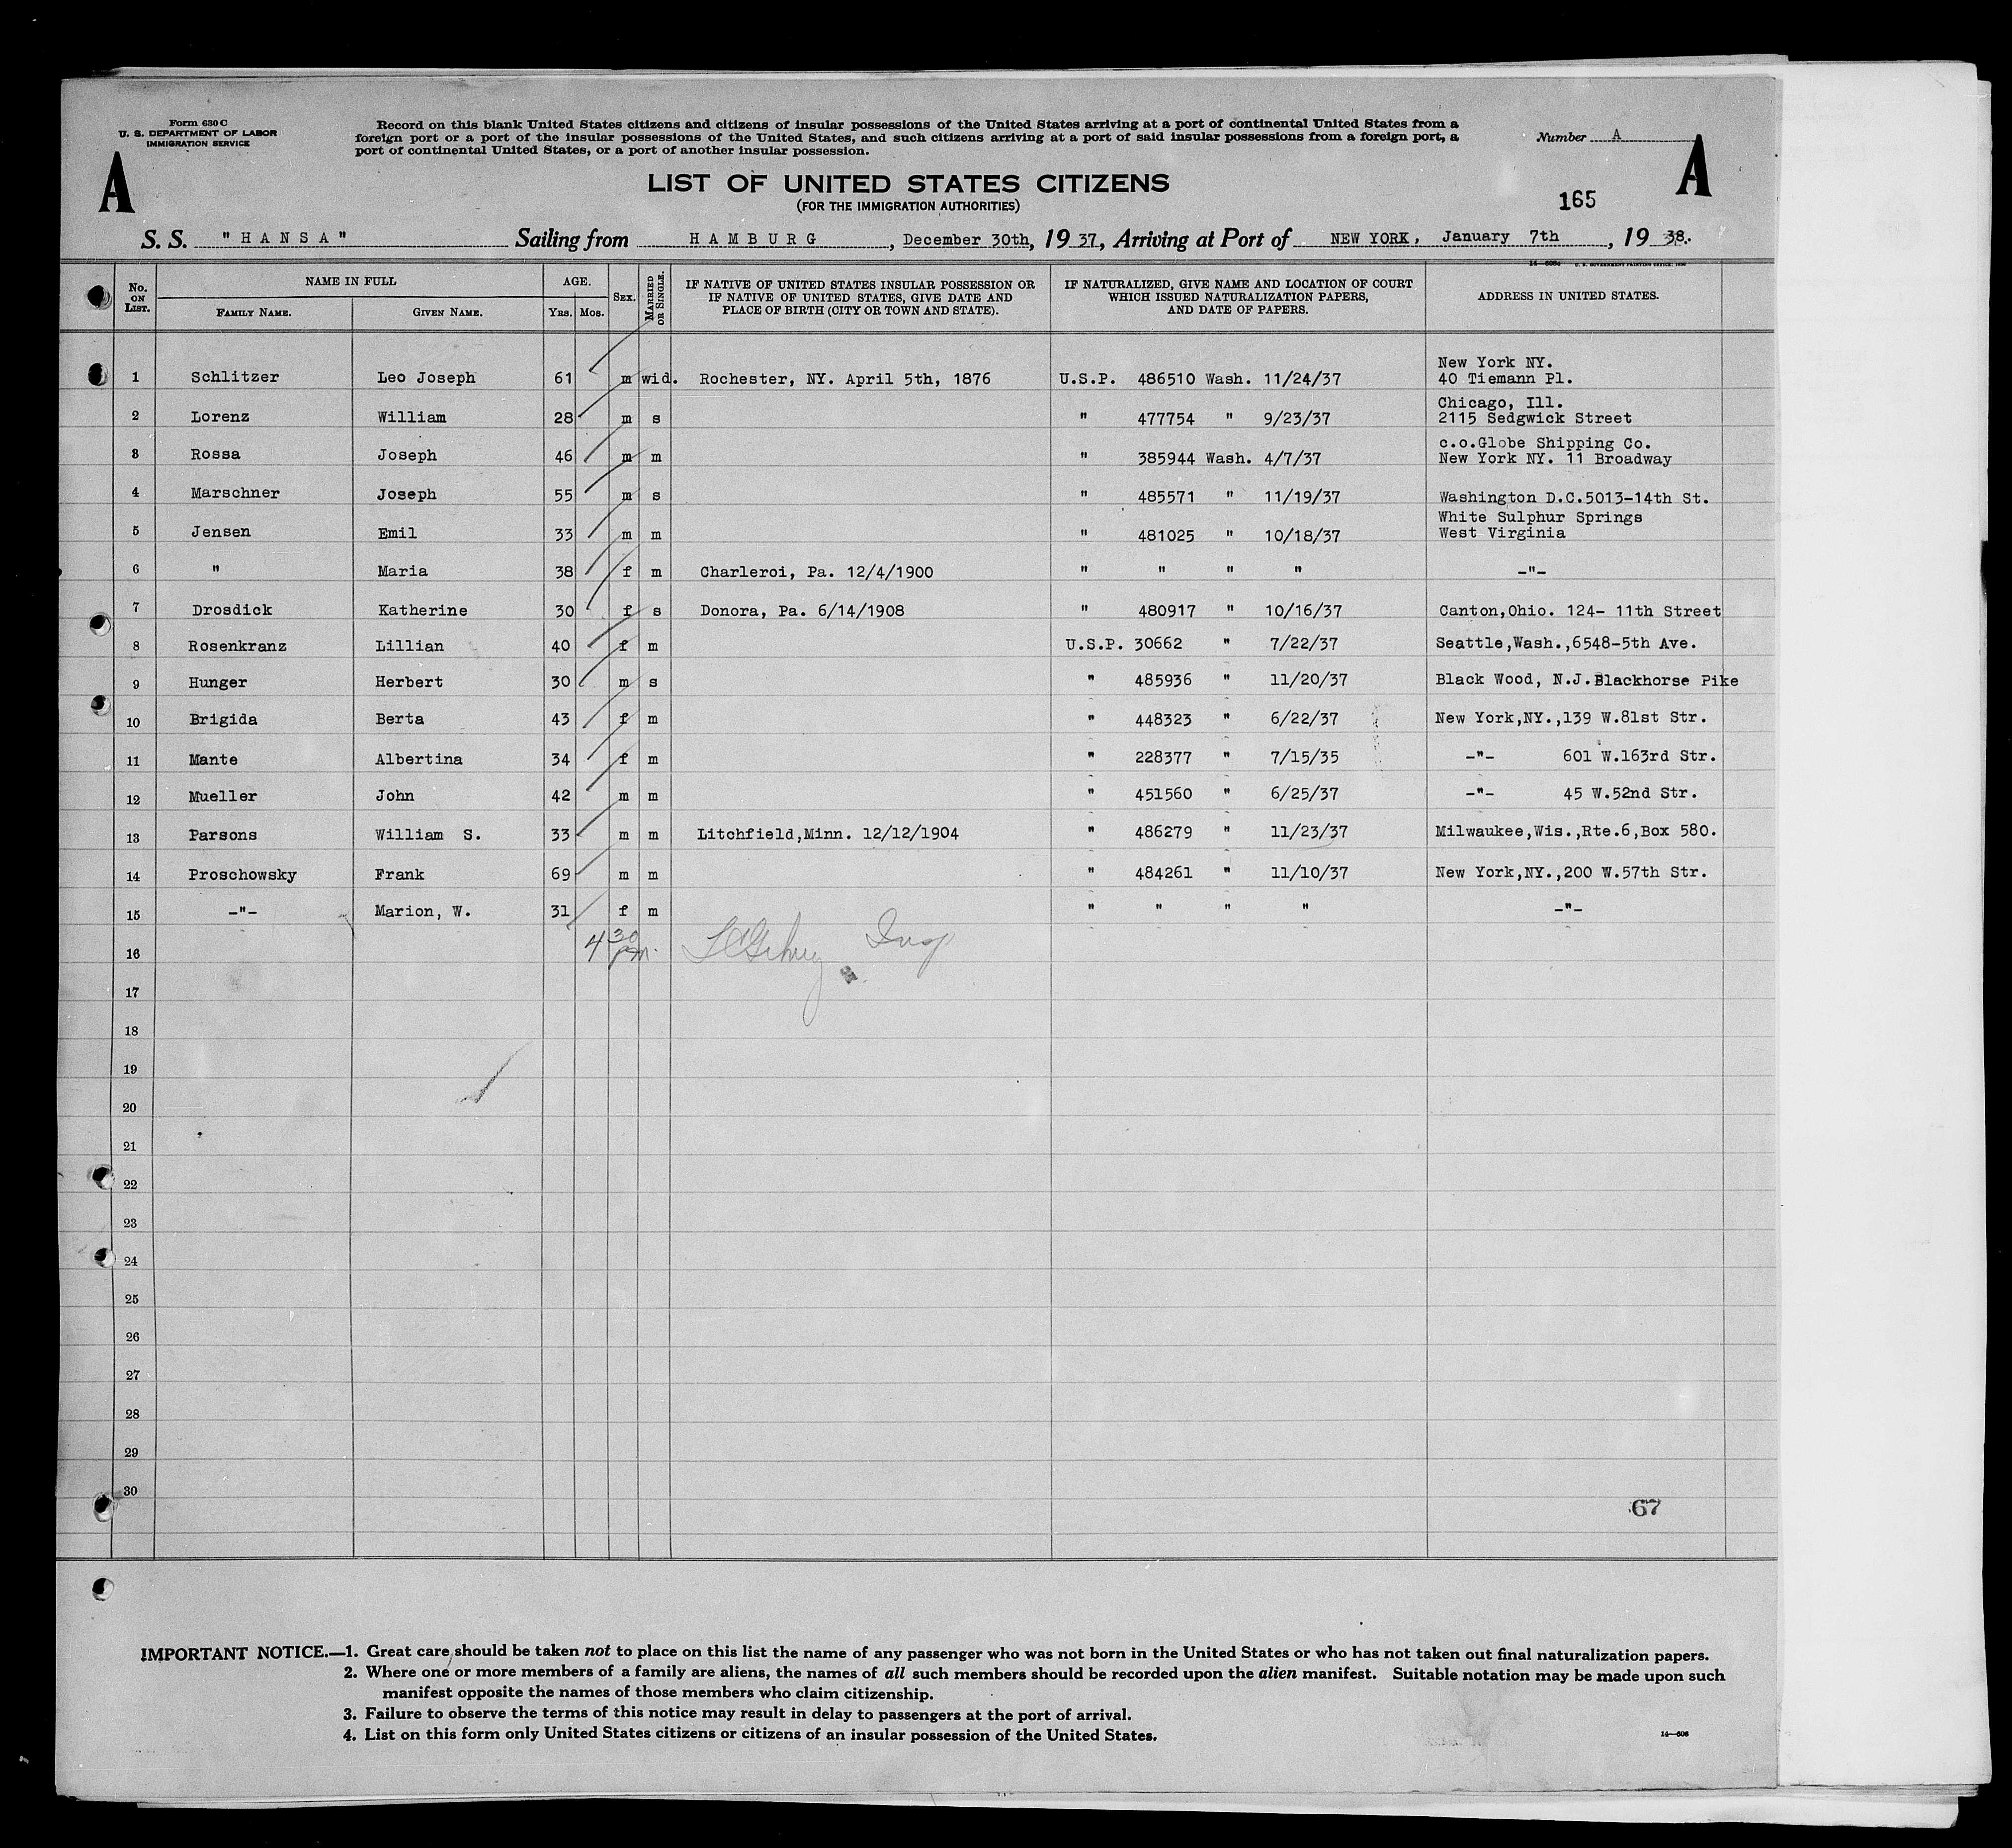 Form 630 C
U. S. DEPARTMENT OF LABOR
IMMIGRATION SERVICE
A
Record on this blank United States citizens and citizens of insular possessions of the United States arriving at a port of continental United States from a
foreign port or a port of the insular possessions of the United States, and such citizens arriving at a port of said insular possessions from a foreign port, a
port of continental United States, or a port of another insular possession.
Number A
A
LIST OF UNITED STATES CITIZENS
(FOR THE IMMIGRATION AUTHORITIES)
165
S. S. "HANSA" Sailing from HAMBURG, December 30th, 1937, Arriving at Port of NEW YORK, January 7th, 1938.
No. ON LIST. NAME IN FULL FAMILY NAME. GIVEN NAME. AGE. YRS. MOS. SEX. MARRIED OR SINGLE. IF NATIVE OF UNITED STATES INSULAR POSSESSION OR IF NATIVE OF UNITED STATES, GIVE DATE AND PLACE OF BIRTH (CITY OR TOWN AND STATE). IF NATURALIZED, GIVE NAME AND LOCATION OF COURT WHICH ISSUED NATURALIZATION PAPERS, AND DATE OF PAPERS. ADDRESS IN UNITED STATES.
1 Schlitzer Leo Joseph 61 m wid. Rochester, NY. April 5th, 1876 U.S.P. 486510 Wash. 11/24/37 New York NY. 40 Tiemann Pl.
2 Lorenz William 28 m s " 477754 " 9/23/37 Chicago, Ill. 2115 Sedgwick Street
3 Rossa Joseph 46 m m " 385944 Wash. 4/7/37 c.o.Globe Shipping Co. New York NY. 11 Broadway
4 Marschner Joseph 55 m s " 485571 " 11/19/37 Washington D.C.5013-14th St.
5 Jensen Emil 33 m m " 481025 " 10/18/37 White Sulphur Springs West Virginia
6 " Maria 38 f m Charleroi, Pa. 12/4/1900 " " " " -"-
7 Drosdick Katherine 30 f s Donora, Pa. 6/14/1908 " 480917 " 10/16/37 Canton,Ohio. 124- 11th Street
8 Rosenkranz Lillian 40 f m U.S.P. 30662 " 7/22/37 Seattle,Wash.,6548-5th Ave.
9 Hunger Herbert 30 m s " 485936 " 11/20/37 Black Wood, N.J.Blackhorse Pike
10 Brigida Berta 43 f m " 448323 " 6/22/37 New York,NY.,139 W.81st Str.
11 Mante Albertina 34 f m " 228377 " 7/15/35 -"- 601 W.163rd Str.
12 Mueller John 42 m m " 451560 " 6/25/37 -"- 45 W.52nd Str.
13 Parsons William S. 33 m m Litchfield,Minn. 12/12/1904 " 486279 " 11/23/37 Milwaukee,Wis.,Rte.6,Box 580.
14 Proschowsky Frank 69 m m " 484261 " 11/10/37 New York,NY.,200 W.57th Str.
15 -"- Marion, W. 31 f m " " " " -"-
16 4 30 pm. Insp
17
18
19
20
21
22
23
24
25
26
27
28
29
30
67
IMPORTANT NOTICE.—1. Great care should be taken not to place on this list the name of any passenger who was not born in the United States or who has not taken out final naturalization papers.
2. Where one or more members of a family are aliens, the names of all such members should be recorded upon the alien manifest. Suitable notation may be made upon such
manifest opposite the names of those members who claim citizenship.
3. Failure to observe the terms of this notice may result in delay to passengers at the port of arrival.
4. List on this form only United States citizens or citizens of an insular possession of the United States.
14—606